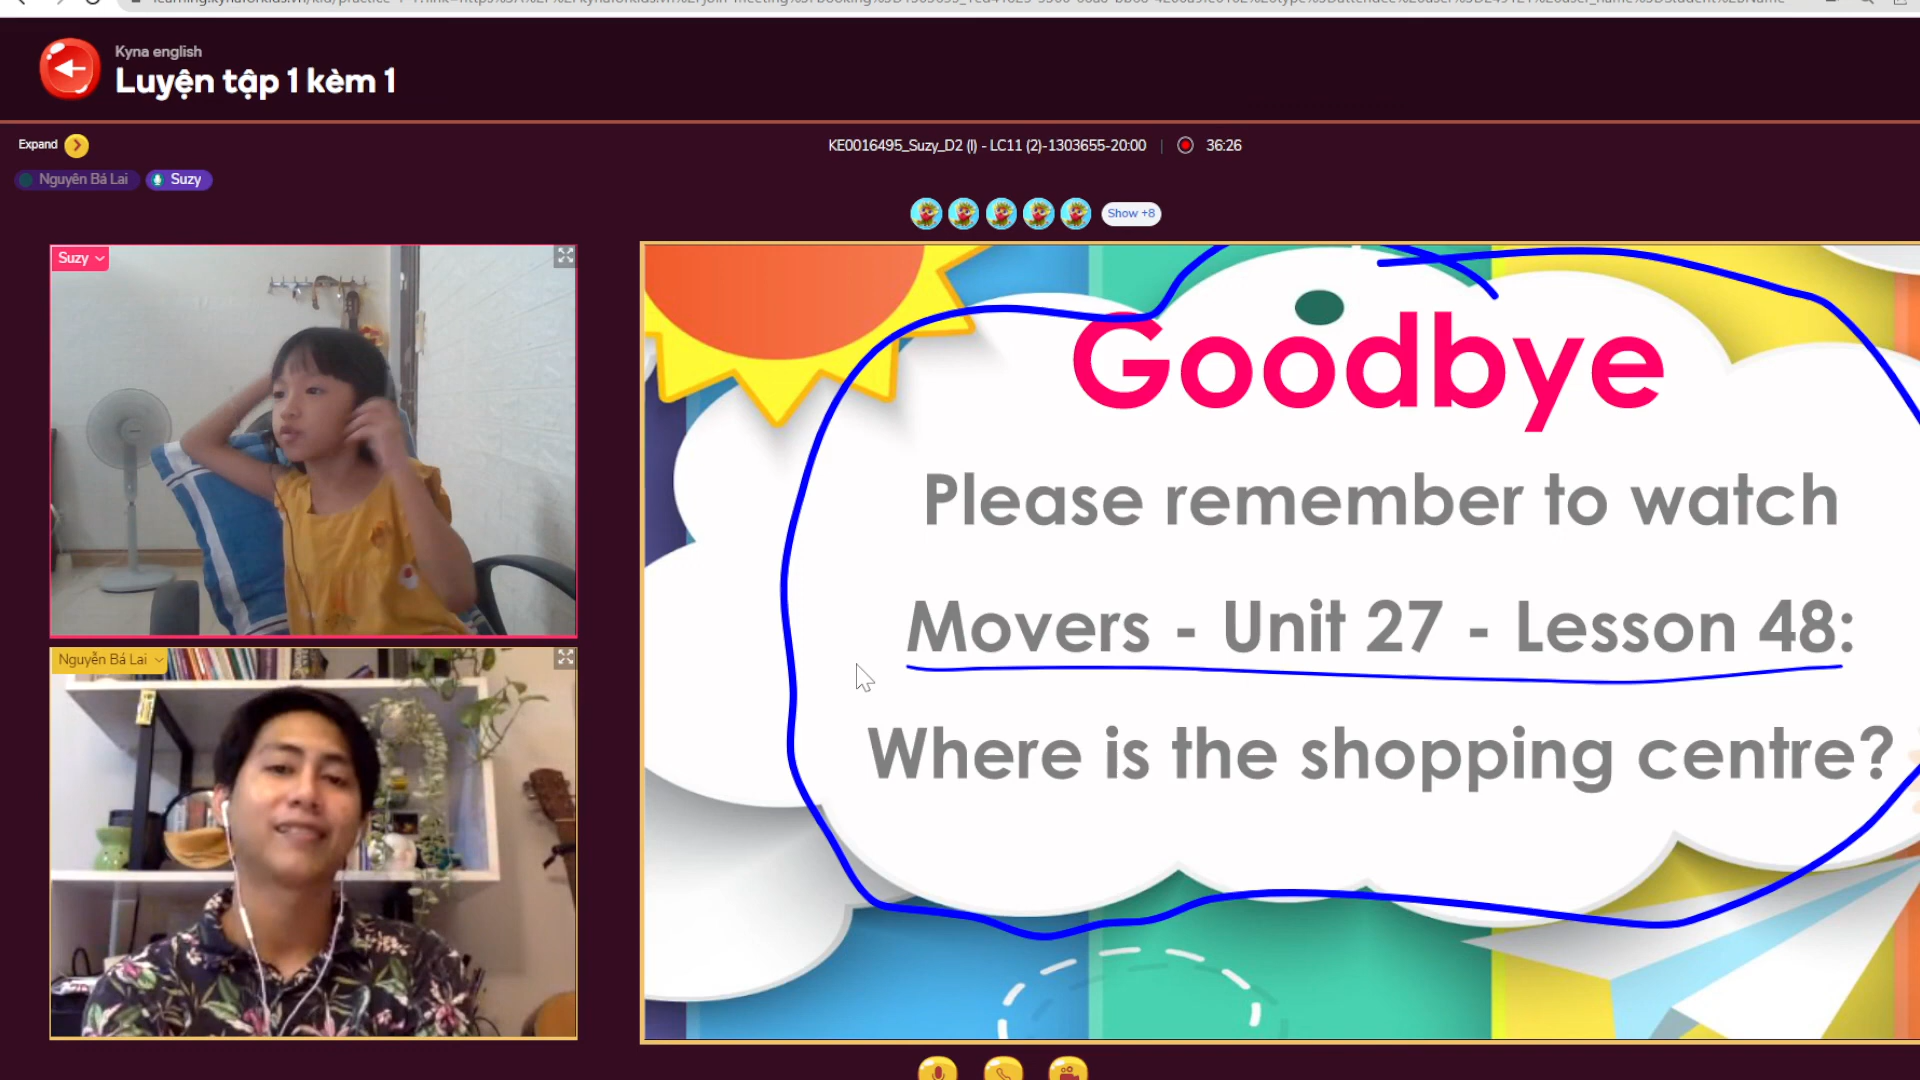 Kyna english
Luyện tập 1 kèm 1
Expand
KE0016495_Suzy_D2 (I) - LC11 (2)-1303655-20:00 | 36:26
Nguyễn Bá Lai
Suzy
Show +8
Suzy
Nguyễn Bá Lai
Goodbye
Please remember to watch
Movers - Unit 27 - Lesson 48:
Where is the shopping centre?